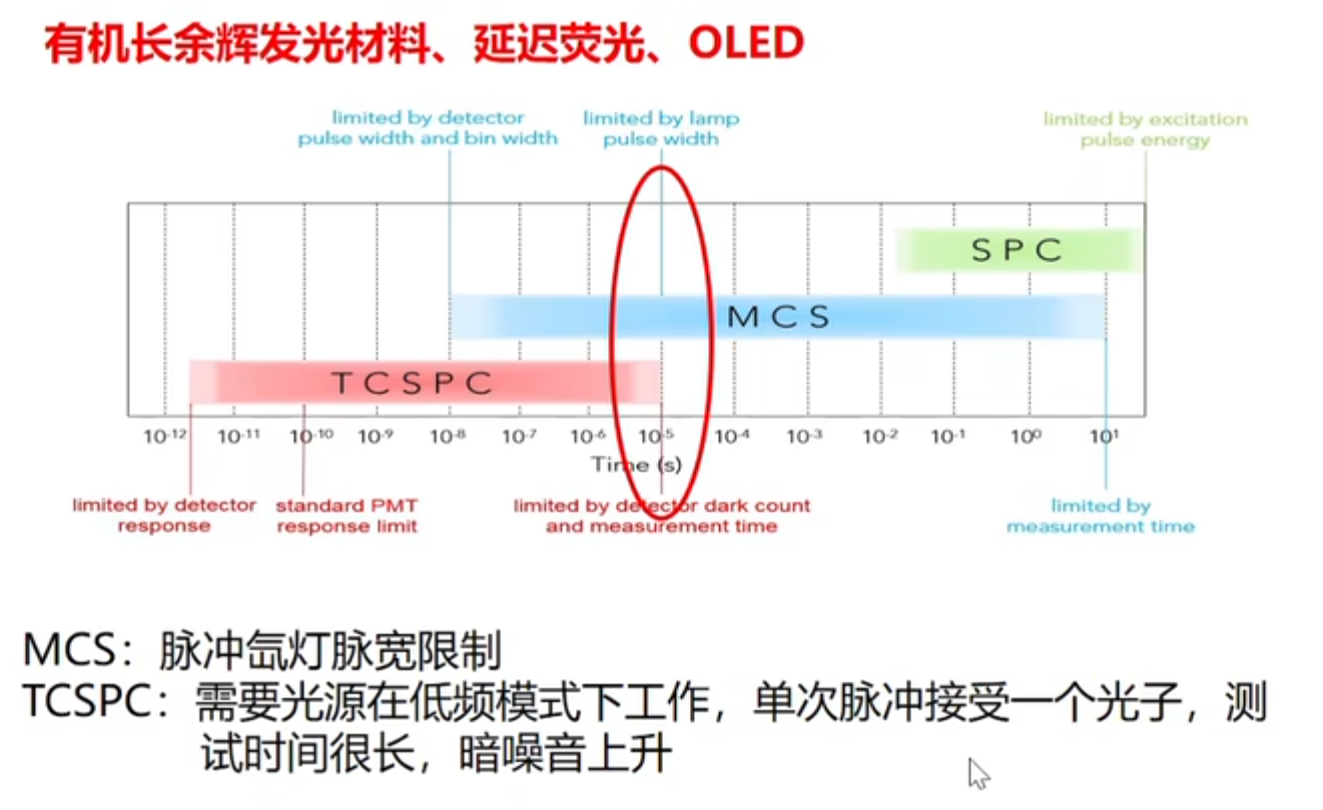 有机长余辉发光材料、延迟荧光、OLED
limited by detector
pulse width and bin width
limited by lamp
pulse width
limited by excitation
pulse energy
SPC
MCS
TCSPC
10-12 10-11 10-10 10-9 10-8 10-7 10-6 10-5 10-4 10-3 10-2 10-1 10⁰ 10¹
Time (s)
limited by detector
response
standard PMT
response limit
limited by detector dark count
and measurement time
limited by
measurement time
MCS：脉冲氙灯脉宽限制
TCSPC：需要光源在低频模式下工作，单次脉冲接受一个光子，测
试时间很长，暗噪音上升